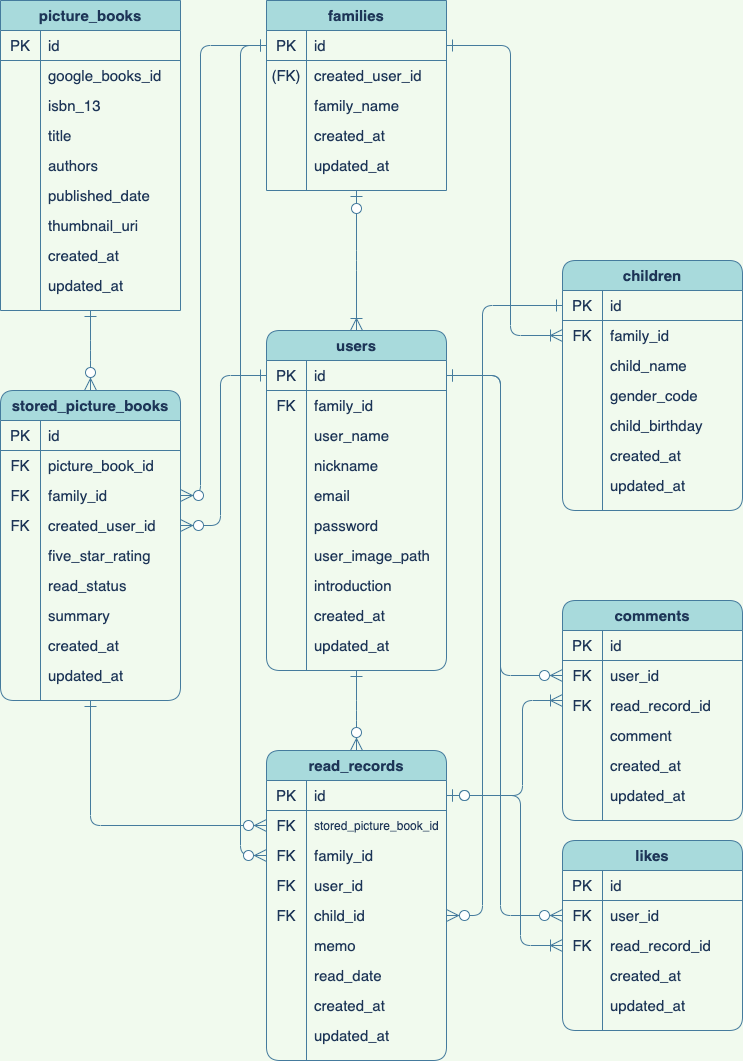 picture_books
PK id
google_books_id
isbn_13
title
authors
published_date
thumbnail_uri
created_at
updated_at
families
PK id
(FK) created_user_id
family_name
created_at
updated_at
children
PK id
FK family_id
child_name
gender_code
child_birthday
created_at
updated_at
stored_picture_books
PK id
FK picture_book_id
FK family_id
FK created_user_id
five_star_rating
read_status
summary
created_at
updated_at
users
PK id
FK family_id
user_name
nickname
email
password
user_image_path
introduction
created_at
updated_at
comments
PK id
FK user_id
FK read_record_id
comment
created_at
updated_at
read_records
PK id
FK stored_picture_book_id
FK family_id
FK user_id
FK child_id
memo
read_date
created_at
updated_at
likes
PK id
FK user_id
FK read_record_id
created_at
updated_at